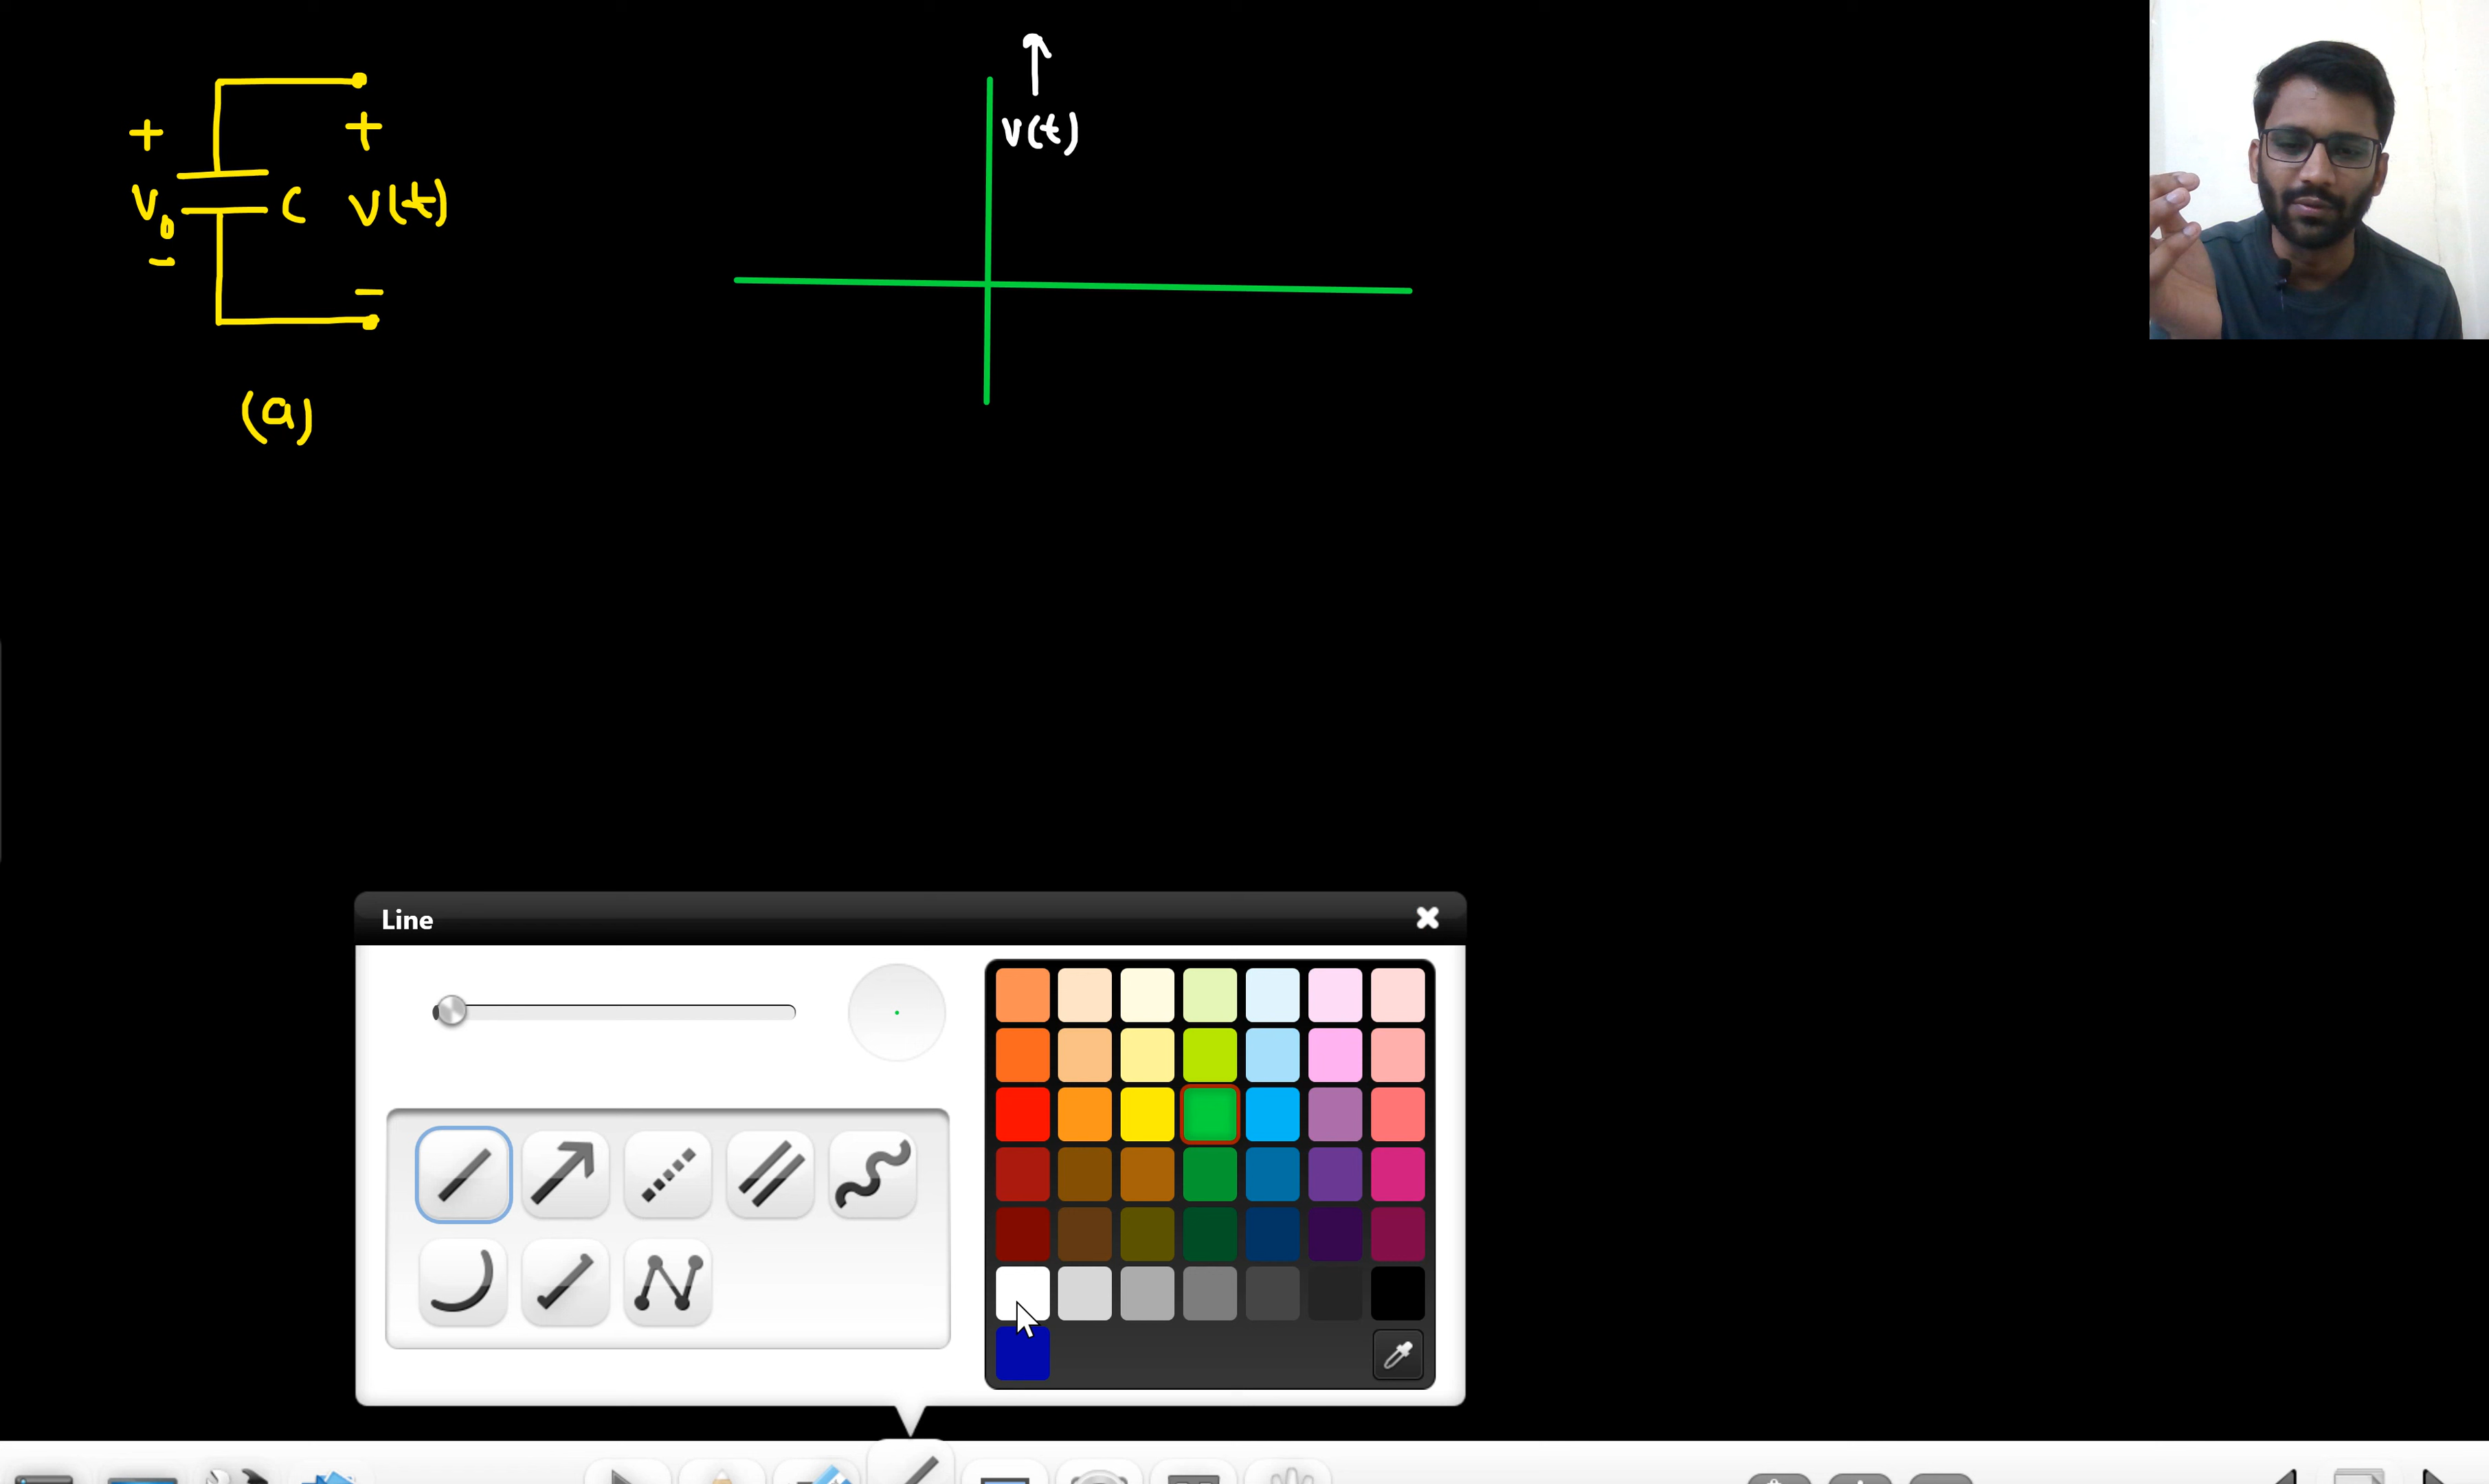 +
+
V₀
C
V(t)
-
-
(a)
V(t)
Line